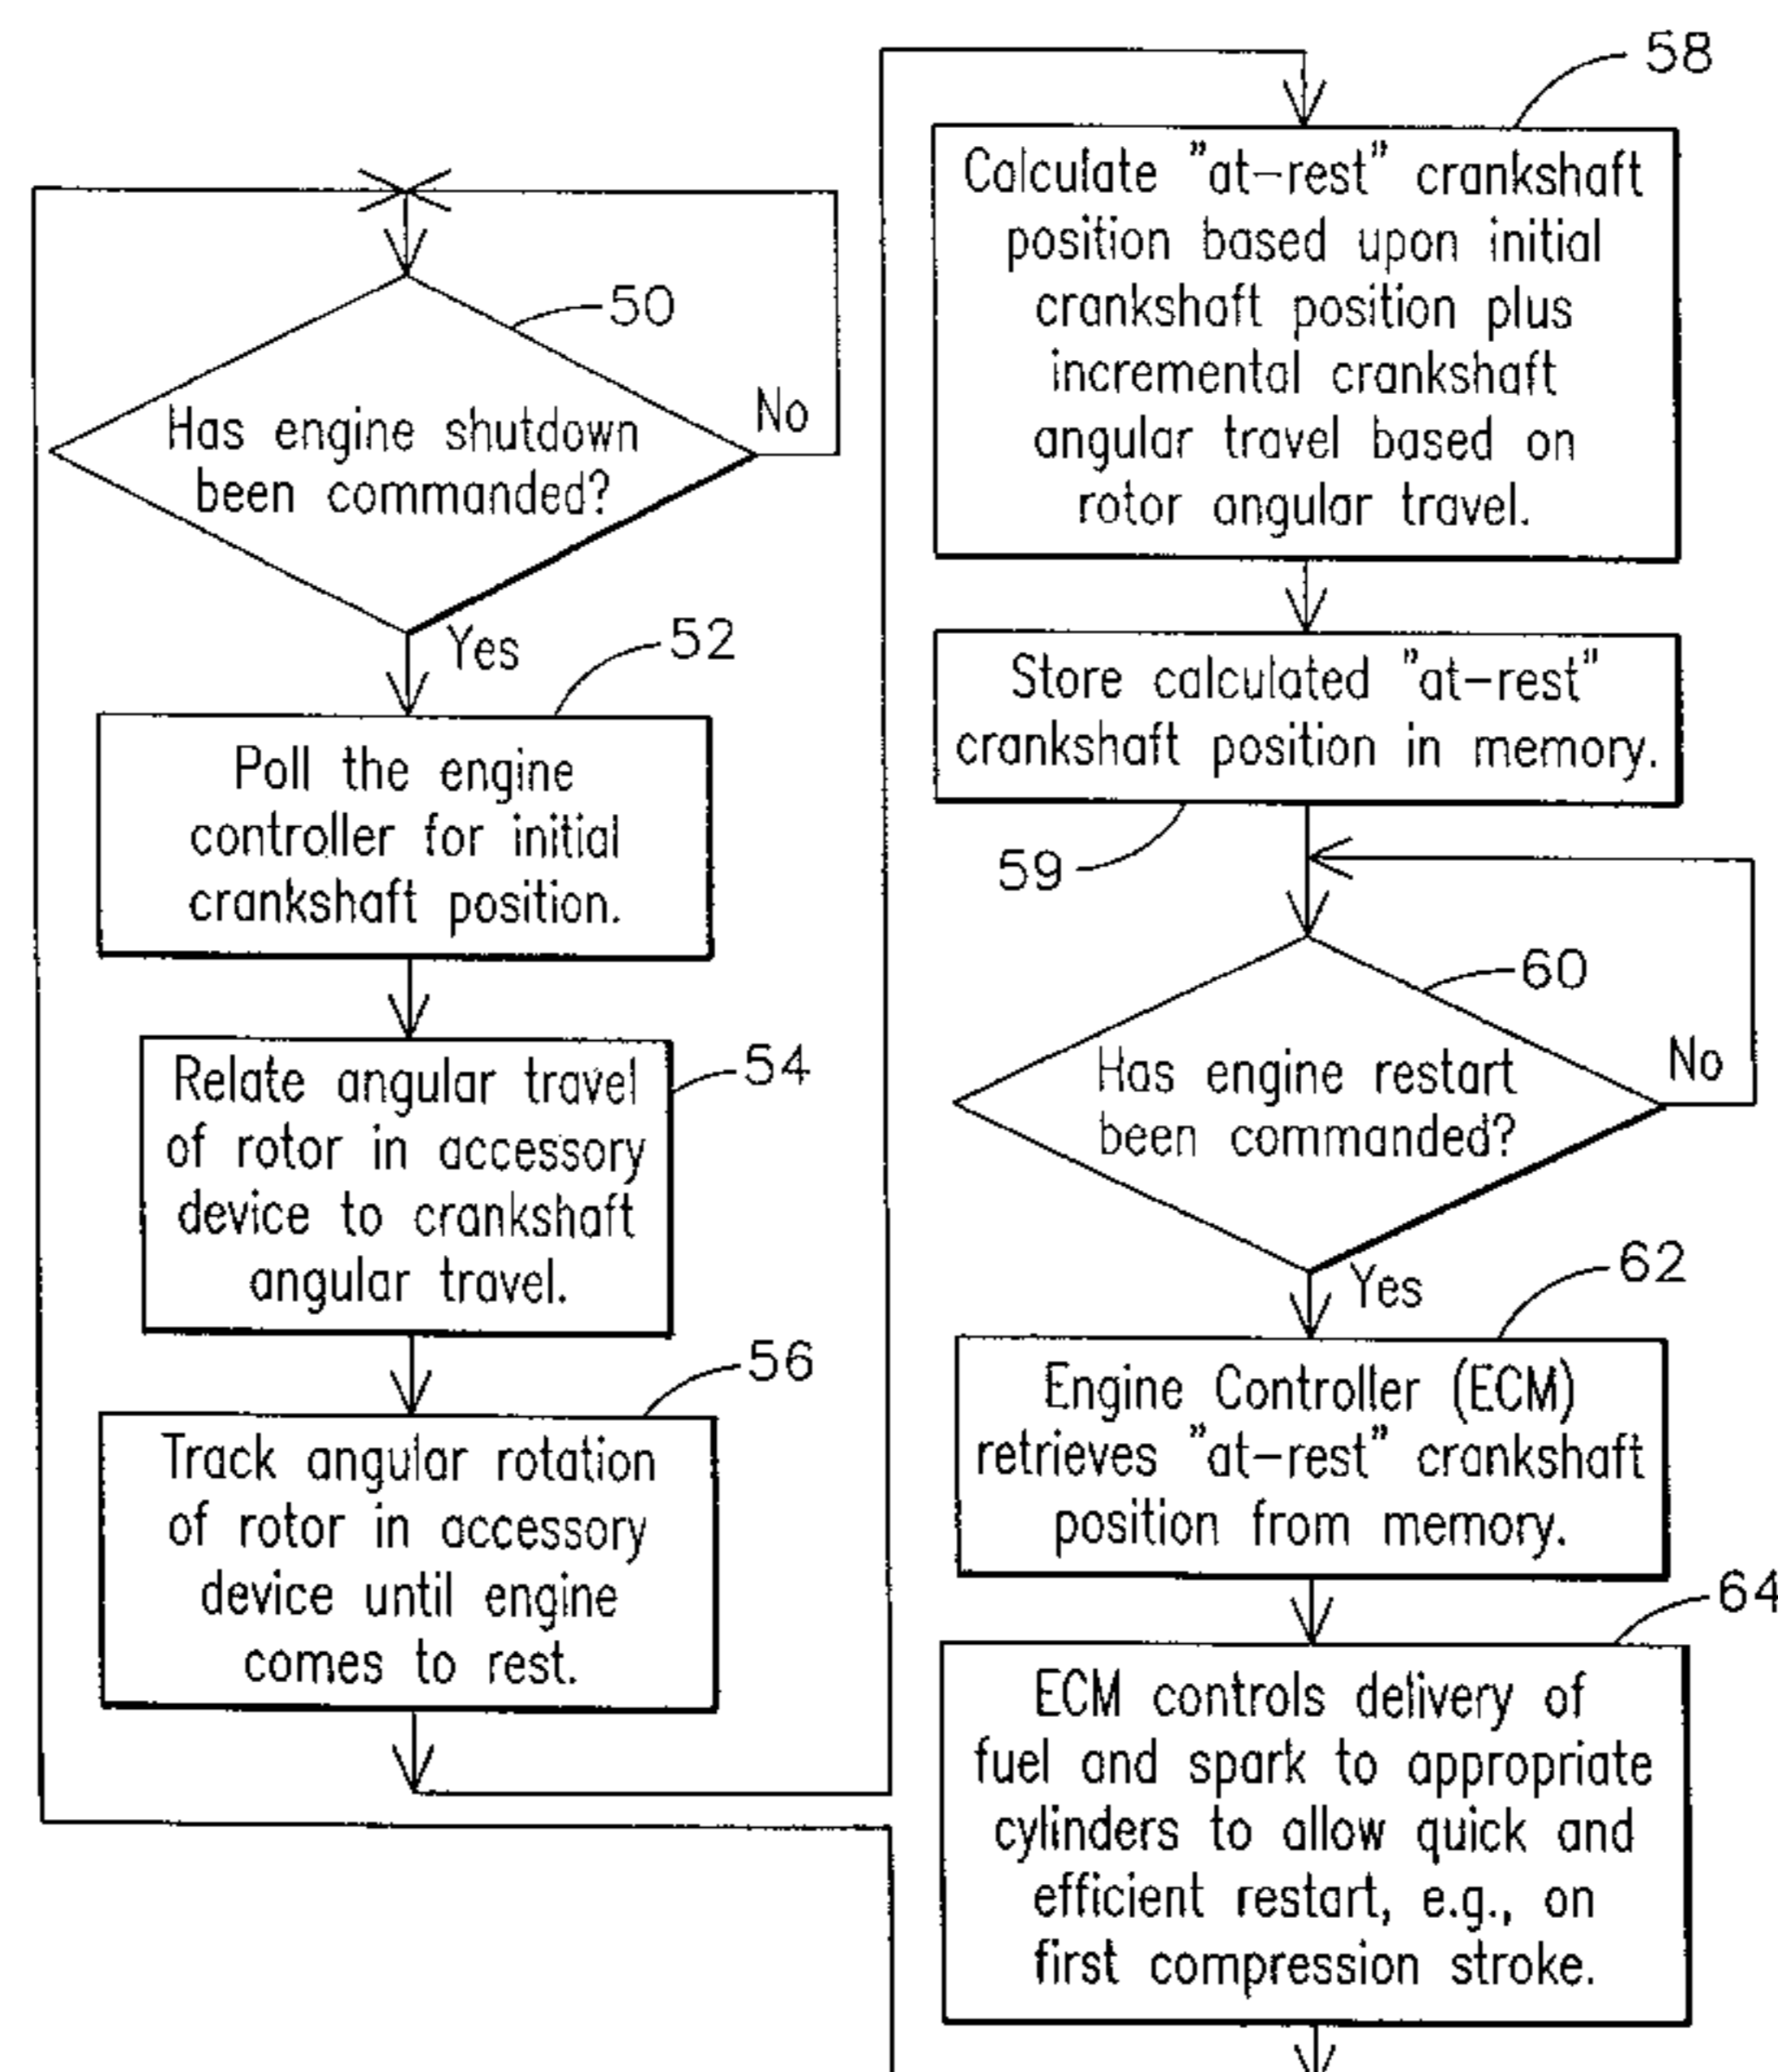 50
Has engine shutdown
been commanded?
No
Yes
52
Poll the engine
controller for initial
crankshaft position.
54
Relate angular travel
of rotor in accessory
device to crankshaft
angular travel.
56
Track angular rotation
of rotor in accessory
device until engine
comes to rest.
58
Calculate "at-rest" crankshaft
position based upon initial
crankshaft position plus
incremental crankshaft
angular travel based on
rotor angular travel.
Store calculated "at-rest"
crankshaft position in memory.
59
60
Has engine restart
been commanded?
No
Yes
62
Engine Controller (ECM)
retrieves "at-rest" crankshaft
position from memory.
64
ECM controls delivery of
fuel and spark to appropriate
cylinders to allow quick and
efficient restart, e.g., on
first compression stroke.